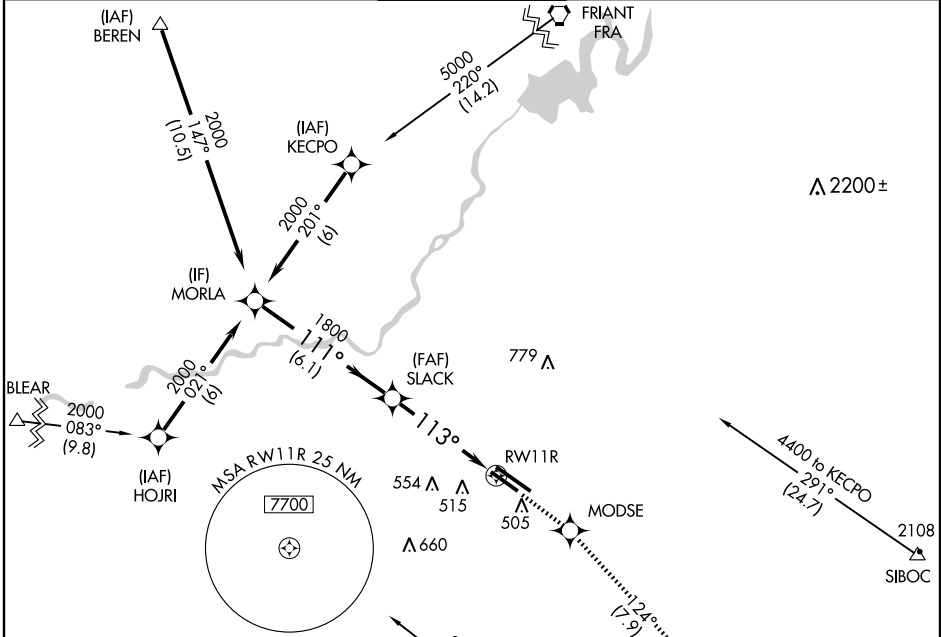 (IAF)
BEREN
FRIANT
FRA
5000
220°
(14.2)
2000
147°
(10.5)
(IAF)
KECPO
2000
201°
(6)
2200±
(IF)
MORLA
1800
111°
(6.1)
(FAF)
SLACK
779
BLEAR
2000
083°
(9.8)
2000
021°
(6)
(IAF)
HOJRI
113°
RW11R
MSA RW11R 25 NM
7700
554
515
505
660
MODSE
4400 to KECPO
291°
(24.7)
2108
SIBOC
124°
(7.9)